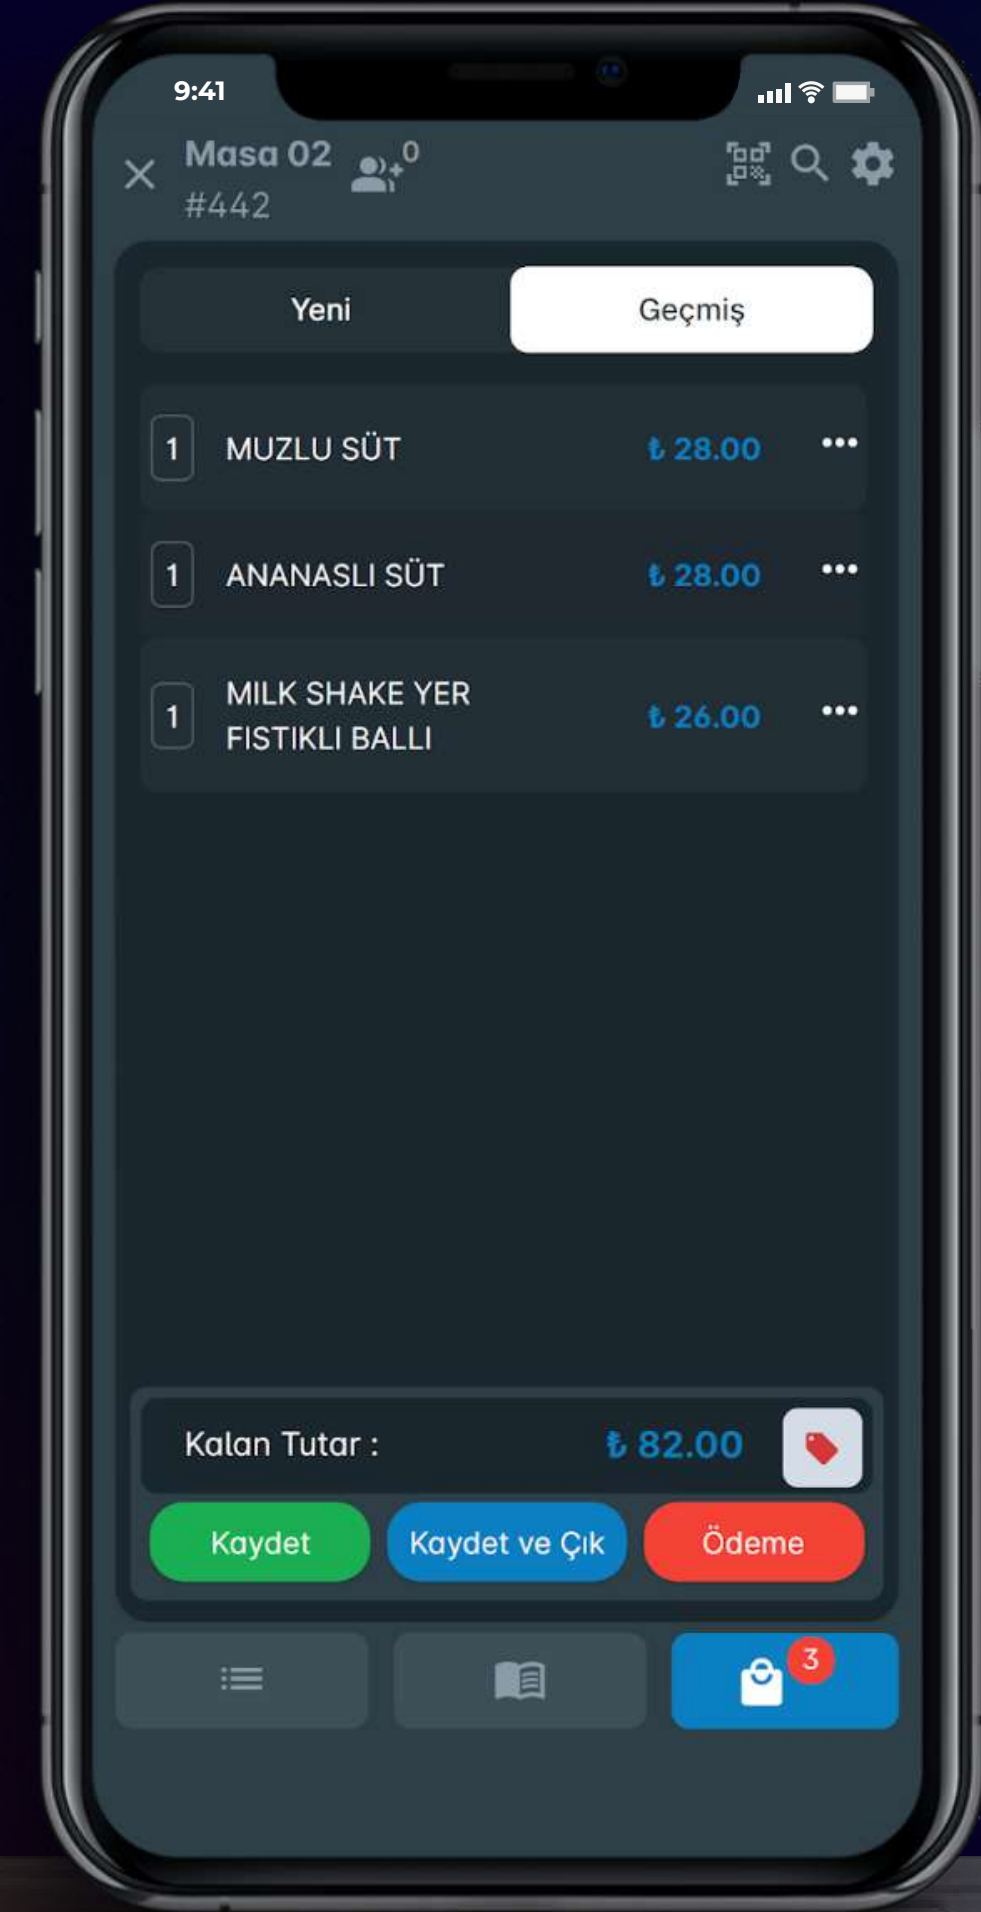 9:41
Masa 02
0
#442
Yeni
Geçmiş
1
MUZLU SÜT
₺ 28.00
1
ANANASLI SÜT
₺ 28.00
1
MILK SHAKE YER
FISTIKLI BALLI
₺ 26.00
Kalan Tutar :
₺ 82.00
Kaydet
Kaydet ve Çık
Ödeme
3